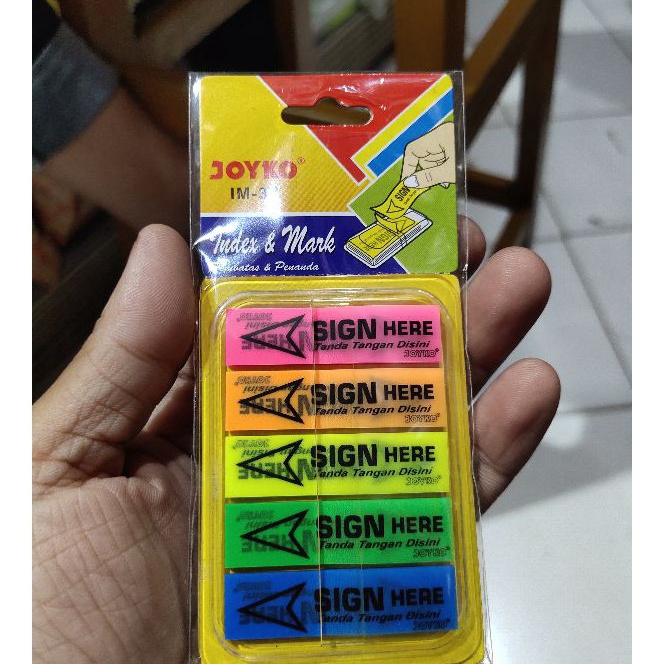 JOYKO®
IM-3
Index & Mark
Pembatas & Penanda
SIGN
SIGN HERE
Tanda Tangan Disini
JOYKO®
SIGN HERE
Tanda Tangan Disini
JOYKO®
SIGN HERE
Tanda Tangan Disini
JOYKO®
SIGN HERE
Tanda Tangan Disini
JOYKO®
SIGN HERE
Tanda Tangan Disini
JOYKO®